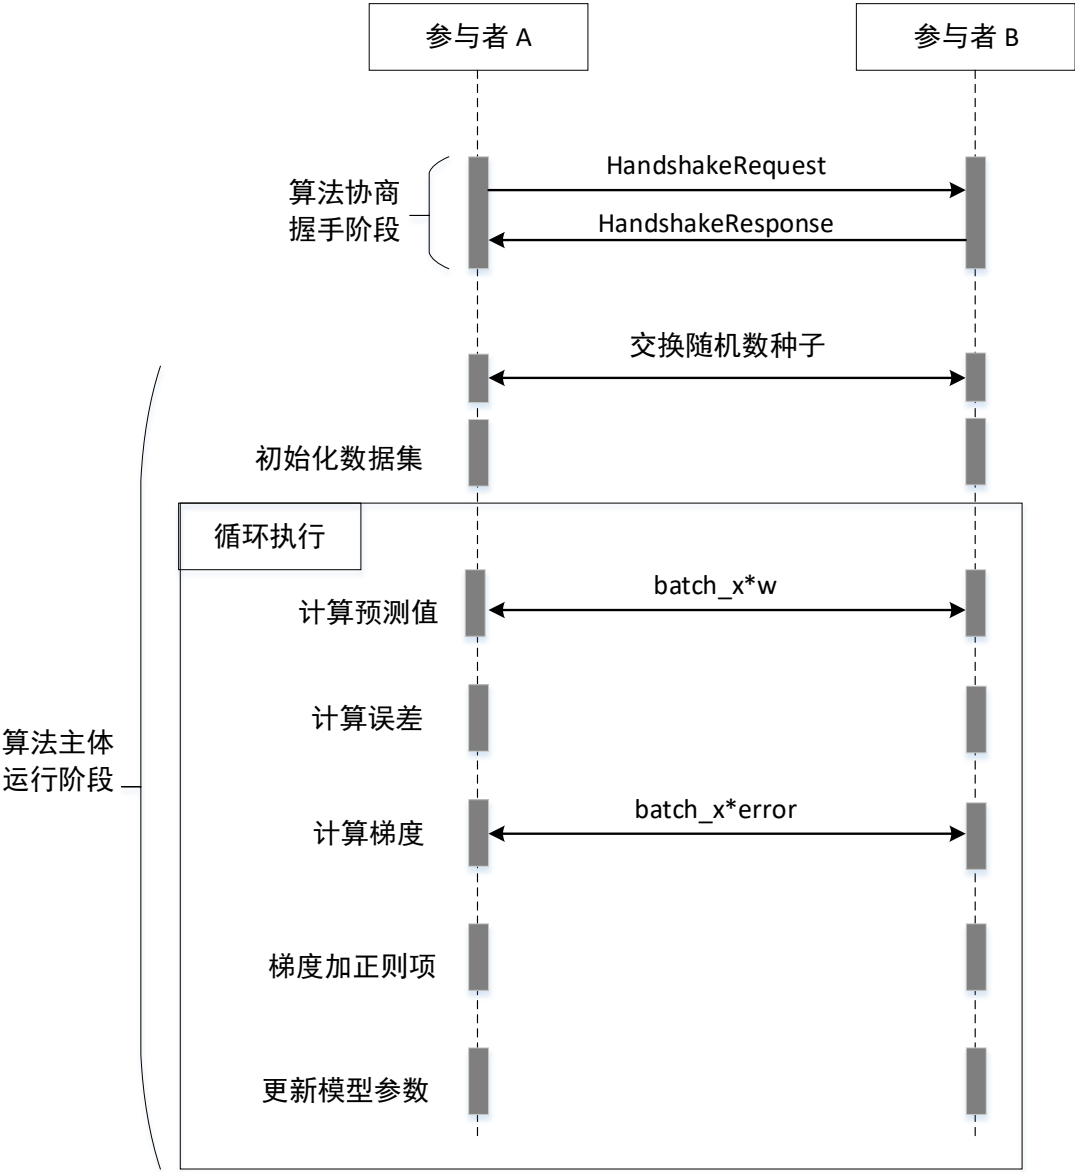 参与者 A
参与者 B
HandshakeRequest
算法协商
握手阶段
HandshakeResponse
交换随机数种子
初始化数据集
循环执行
batch_x*w
计算预测值
计算误差
算法主体
运行阶段
batch_x*error
计算梯度
梯度加正则项
更新模型参数